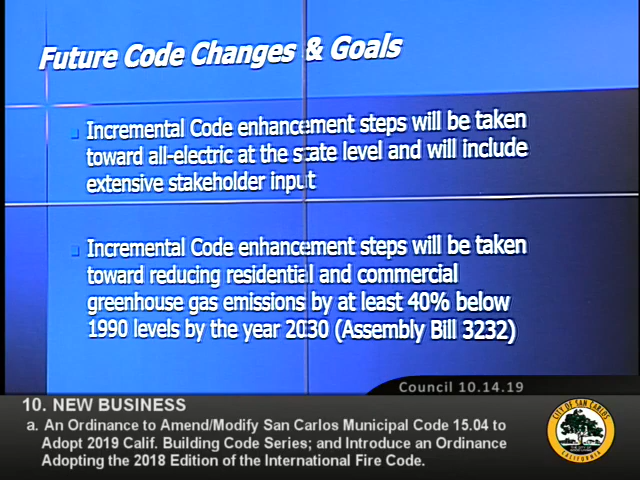 Future Code Changes & Goals
Incremental Code enhancement steps will be taken
toward all-electric at the state level and will include
extensive stakeholder input
Incremental Code enhancement steps will be taken
toward reducing residential and commercial
greenhouse gas emissions by at least 40% below
1990 levels by the year 2030 (Assembly Bill 3232)
Council 10.14.19
10. NEW BUSINESS
a. An Ordinance to Amend/Modify San Carlos Municipal Code 15.04 to
Adopt 2019 Calif. Building Code Series; and Introduce an Ordinance
Adopting the 2018 Edition of the International Fire Code.
CITY OF SAN CARLOS
CALIFORNIA